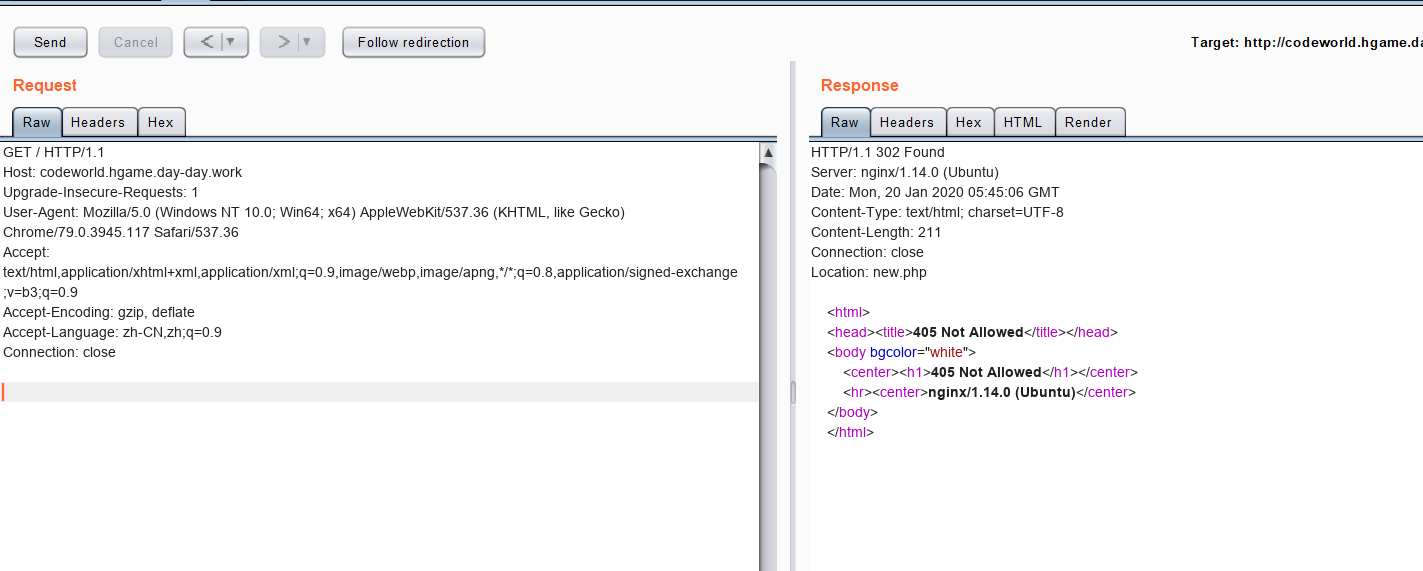 Send Cancel < ▼ > ▼ Follow redirection
Target: http://codeworld.hgame.da
Request
Raw Headers Hex
GET / HTTP/1.1
Host: codeworld.hgame.day-day.work
Upgrade-Insecure-Requests: 1
User-Agent: Mozilla/5.0 (Windows NT 10.0; Win64; x64) AppleWebKit/537.36 (KHTML, like Gecko)
Chrome/79.0.3945.117 Safari/537.36
Accept:
text/html,application/xhtml+xml,application/xml;q=0.9,image/webp,image/apng,*/*;q=0.8,application/signed-exchange
;v=b3;q=0.9
Accept-Encoding: gzip, deflate
Accept-Language: zh-CN,zh;q=0.9
Connection: close
Response
Raw Headers Hex HTML Render
HTTP/1.1 302 Found
Server: nginx/1.14.0 (Ubuntu)
Date: Mon, 20 Jan 2020 05:45:06 GMT
Content-Type: text/html; charset=UTF-8
Content-Length: 211
Connection: close
Location: new.php
<html>
<head><title>405 Not Allowed</title></head>
<body bgcolor="white">
<center><h1>405 Not Allowed</h1></center>
<hr><center>nginx/1.14.0 (Ubuntu)</center>
</body>
</html>